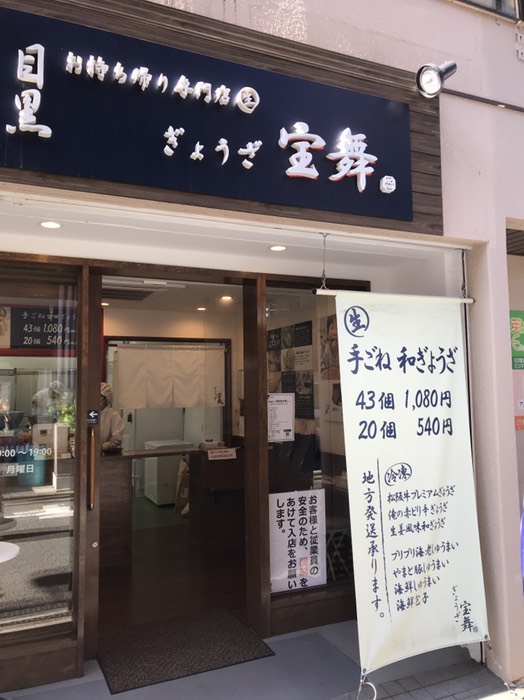 目黒
お持ち帰り専門店 生
ぎょうざ 宝舞
手ごね 和ぎょうざ
43個 1,080円
20個 540円
0:00〜19:00
月曜日
お客様と従業員の
安全のため、
あけて入店をお願い
します。
生
手ごね 和ぎょうざ
43個 1,080円
20個 540円
冷凍
松阪牛プレミアムぎょうざ
俺の赤ピリ辛ぎょうざ
生姜風味和ぎょうざ
プリプリ海老しゅうまい
やまと豚しゅうまい
海鮮しゅうまい
海鮮包子
地方発送承ります。
ぎょうざ 宝舞